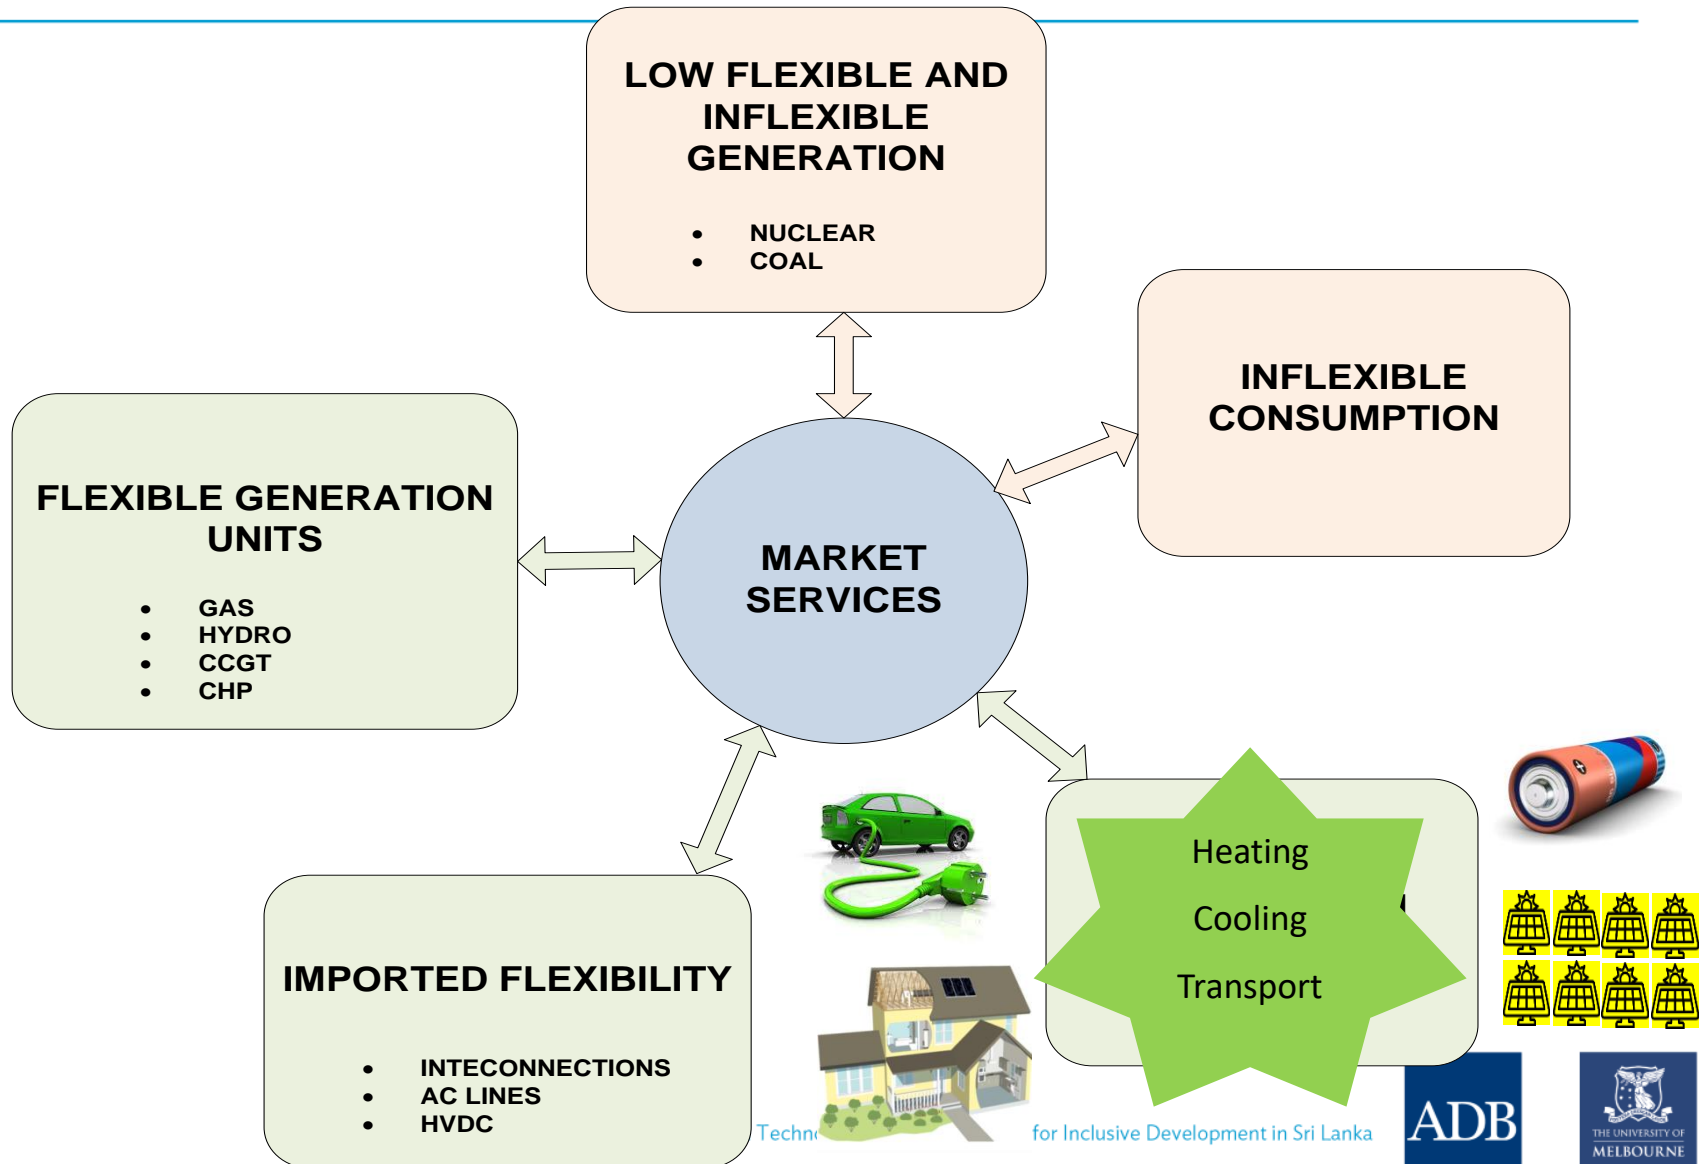 LOW FLEXIBLE AND
INFLEXIBLE
GENERATION
• NUCLEAR
• COAL
INFLEXIBLE
CONSUMPTION
FLEXIBLE GENERATION
UNITS
• GAS
• HYDRO
• CCGT
• CHP
MARKET
SERVICES
Heating
Cooling
Transport
IMPORTED FLEXIBILITY
• INTECONNECTIONS
• AC LINES
• HVDC
for Inclusive Development in Sri Lanka
ADB
THE UNIVERSITY OF
MELBOURNE